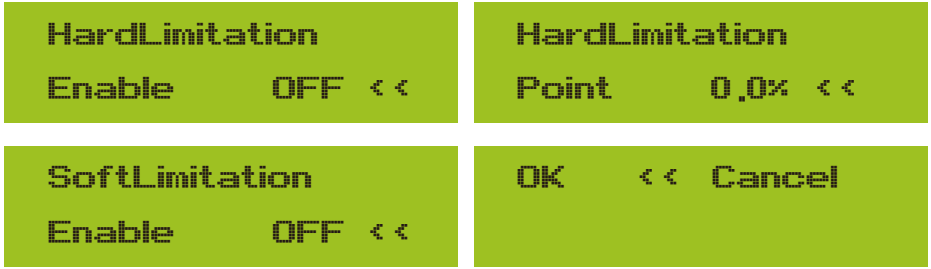 HardLimitation
Enable OFF <<
HardLimitation
Point 0.0% <<
SoftLimitation
Enable OFF <<
OK << Cancel